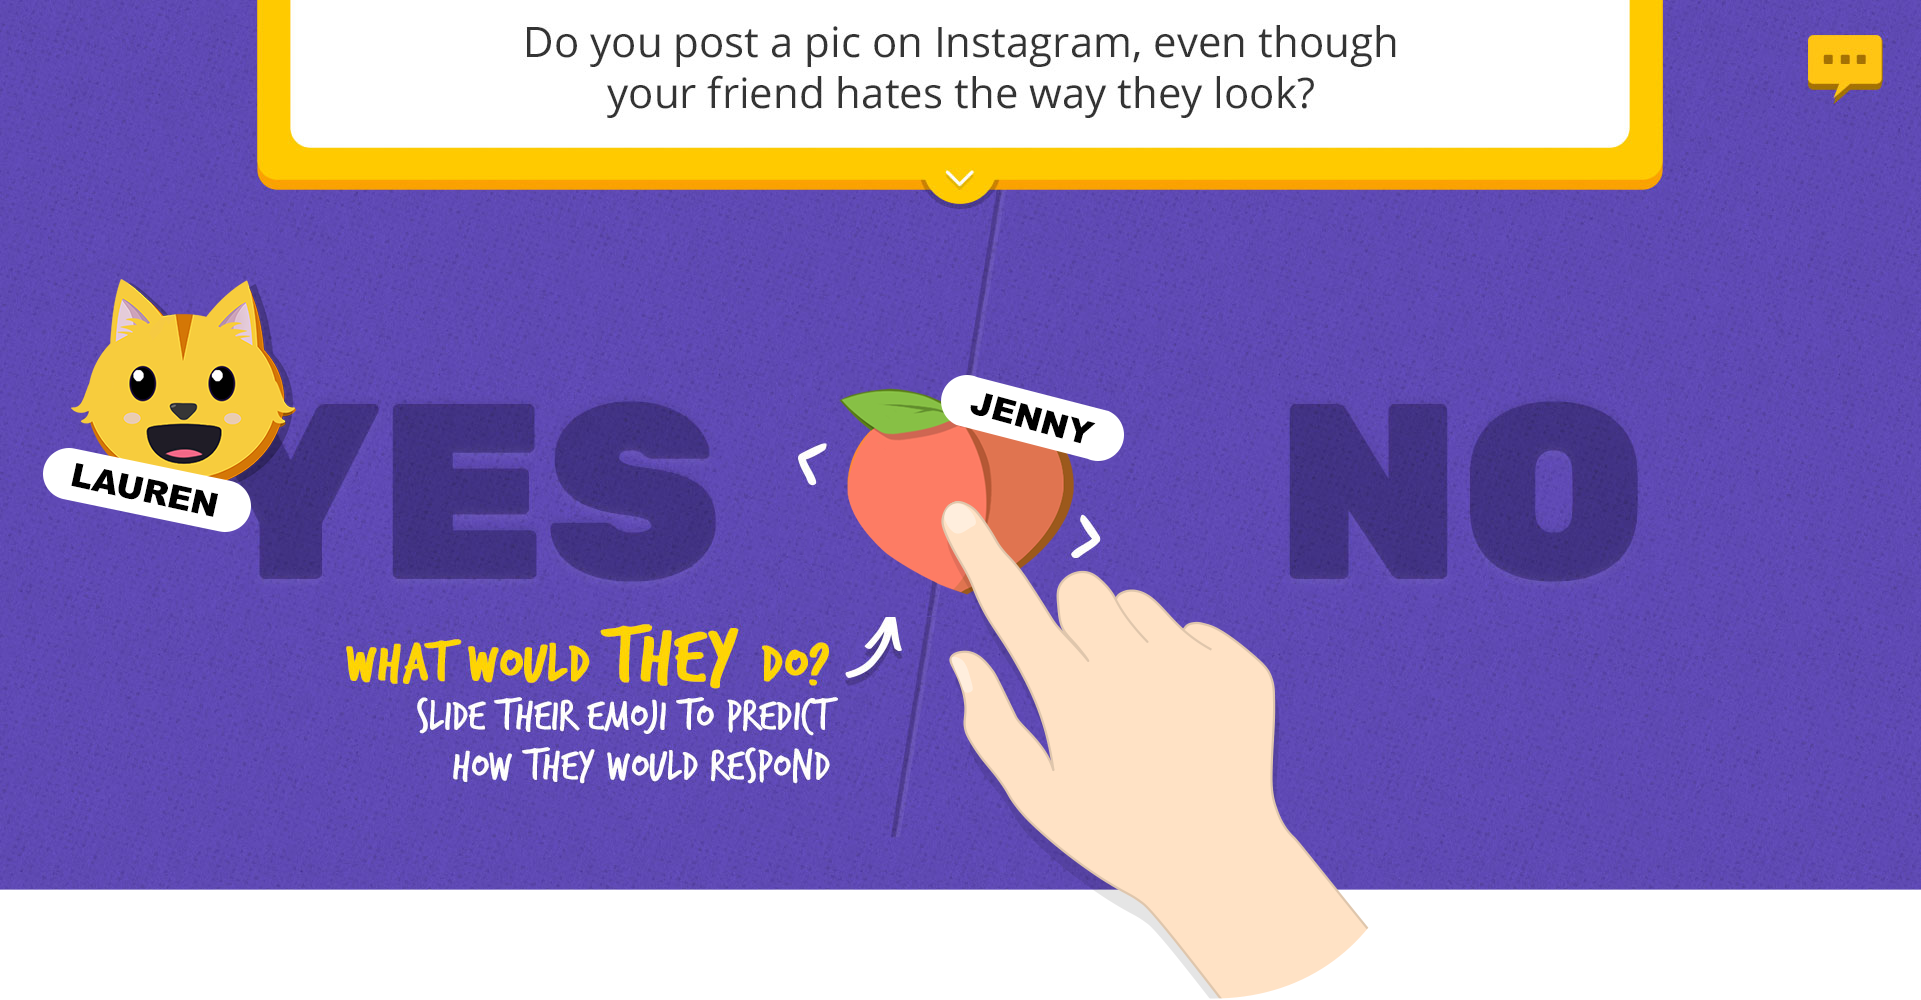 Do you post a pic on Instagram, even though
your friend hates the way they look?
JENNY
LAUREN
YES
NO
WHAT WOULD THEY DO?
SLIDE THEIR EMOJI TO PREDICT
HOW THEY WOULD RESPOND